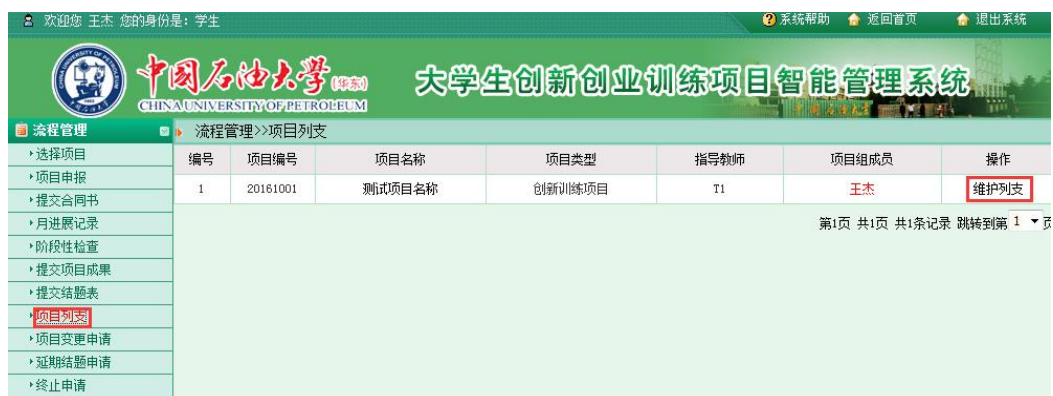 欢迎您 王杰 您的身份是：学生
系统帮助 返回首页 退出系统
中国石油大学(华东)
CHINA UNIVERSITY OF PETROLEUM
大学生创新创业训练项目智能管理系统
流程管理
流程管理>>项目列支
选择项目
项目申报
提交合同书
月进展记录
阶段性检查
提交项目成果
提交结题表
项目列支
项目变更申请
延期结题申请
终止申请
编号 项目编号 项目名称 项目类型 指导教师 项目组成员 操作
1 20161001 测试项目名称 创新训练项目 T1 王杰 维护列支
第1页 共1页 共1条记录 跳转到第 1 页